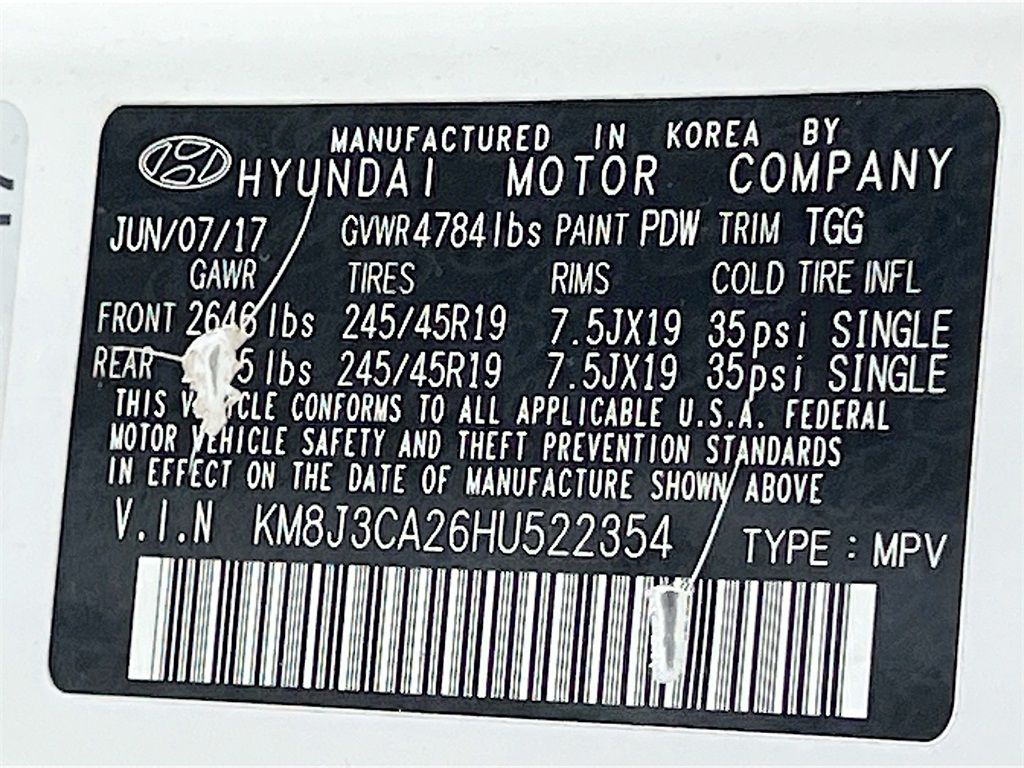 MANUFACTURED IN KOREA BY
HYUNDAI MOTOR COMPANY
JUN/07/17 GVWR4784lbs PAINT PDW TRIM TGG
GAWR TIRES RIMS COLD TIRE INFL
FRONT 2646lbs 245/45R19 7.5JX19 35psi SINGLE
REAR lbs 245/45R19 7.5JX19 35psi SINGLE
THIS VEHICLE CONFORMS TO ALL APPLICABLE U.S.A. FEDERAL
MOTOR VEHICLE SAFETY AND THEFT PREVENTION STANDARDS
IN EFFECT ON THE DATE OF MANUFACTURE SHOWN ABOVE
V.I.N KM8J3CA26HU522354 TYPE : MPV